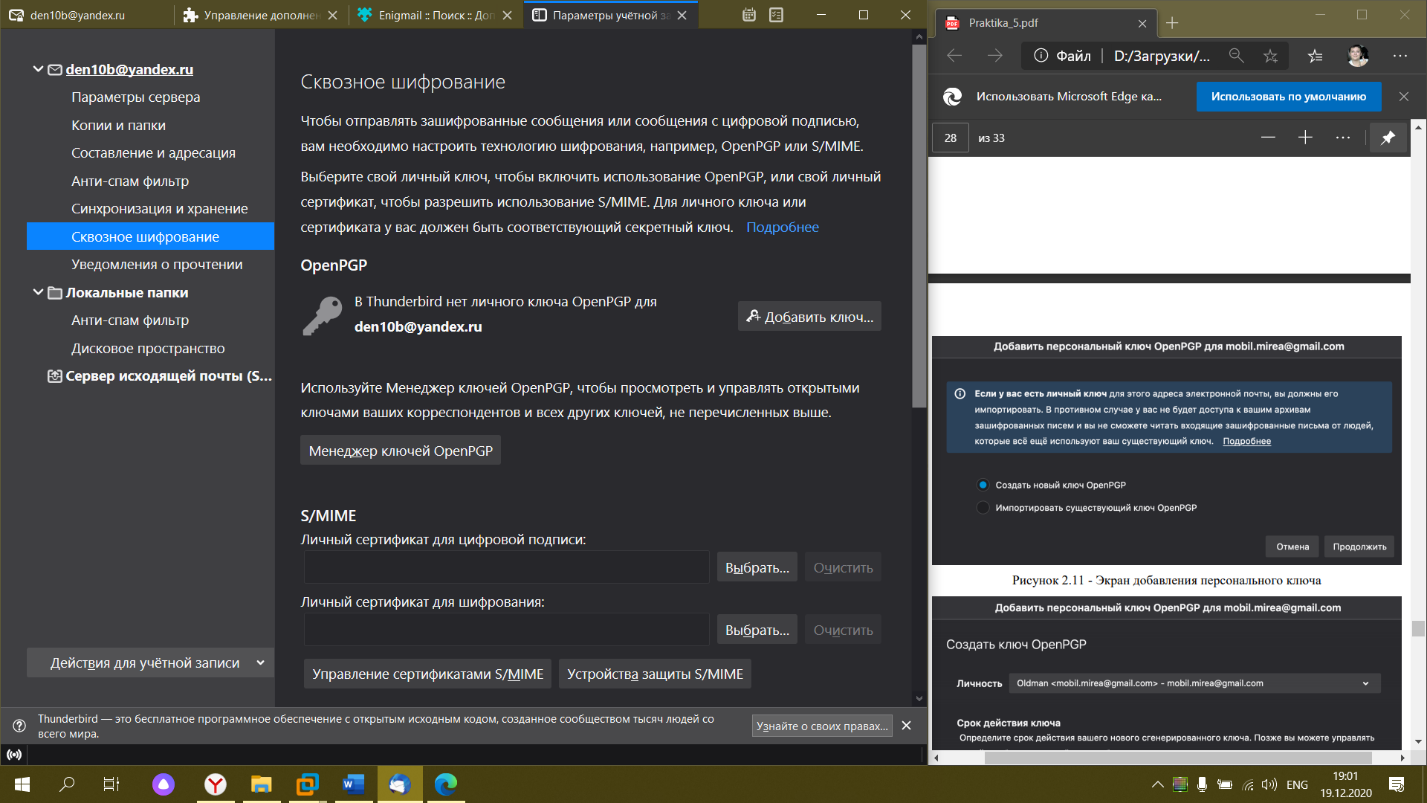 den10b@yandex.ru
Управление дополнен
Enigmail :: Поиск :: Доп
Параметры учётной за
den10b@yandex.ru
Параметры сервера
Копии и папки
Составление и адресация
Анти-спам фильтр
Синхронизация и хранение
Сквозное шифрование
Уведомления о прочтении
Локальные папки
Анти-спам фильтр
Дисковое пространство
Сервер исходящей почты (S...
Действия для учётной записи
Сквозное шифрование
Чтобы отправлять зашифрованные сообщения или сообщения с цифровой подписью,
вам необходимо настроить технологию шифрования, например, OpenPGP или S/MIME.
Выберите свой личный ключ, чтобы включить использование OpenPGP, или свой личный
сертификат, чтобы разрешить использование S/MIME. Для личного ключа или
сертификата у вас должен быть соответствующий секретный ключ. Подробнее
OpenPGP
В Thunderbird нет личного ключа OpenPGP для
den10b@yandex.ru
Добавить ключ...
Используйте Менеджер ключей OpenPGP, чтобы просмотреть и управлять открытыми
ключами ваших корреспондентов и всех других ключей, не перечисленных выше.
Менеджер ключей OpenPGP
S/MIME
Личный сертификат для цифровой подписи:
Выбрать... Очистить
Личный сертификат для шифрования:
Выбрать... Очистить
Управление сертификатами S/MIME Устройства защиты S/MIME
Thunderbird — это бесплатное программное обеспечение с открытым исходным кодом, созданное сообществом тысяч людей со
всего мира.
Узнайте о своих правах...
Praktika_5.pdf
Файл D:/Загрузки/...
Использовать Microsoft Edge ка...
Использовать по умолчанию
28 из 33
Добавить персональный ключ OpenPGP для mobil.mirea@gmail.com
Если у вас есть личный ключ для этого адреса электронной почты, вы должны его
импортировать. В противном случае у вас не будет доступа к вашим архивам
зашифрованных писем и вы не сможете читать входящие зашифрованные письма от людей,
которые всё ещё используют ваш существующий ключ. Подробнее
Создать новый ключ OpenPGP
Импортировать существующий ключ OpenPGP
Отмена Продолжить
Рисунок 2.11 - Экран добавления персонального ключа
Добавить персональный ключ OpenPGP для mobil.mirea@gmail.com
Создать ключ OpenPGP
Личность Oldman <mobil.mirea@gmail.com> - mobil.mirea@gmail.com
Срок действия ключа
Определите срок действия вашего нового сгенерированного ключа. Позже вы можете управлять
ENG
19:01
19.12.2020